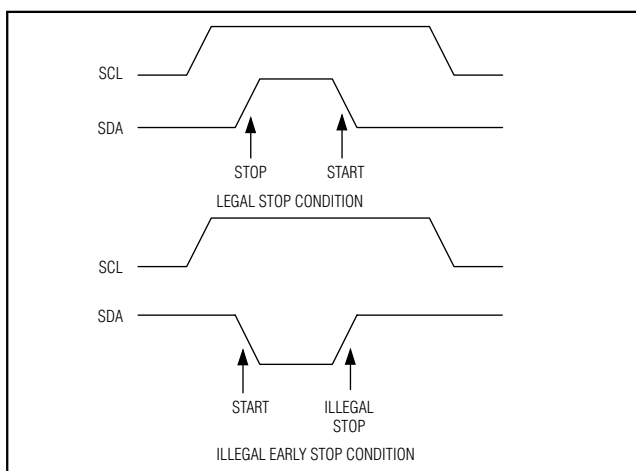 SCL
SDA
STOP START
LEGAL STOP CONDITION
SCL
SDA
START ILLEGAL
STOP
ILLEGAL EARLY STOP CONDITION